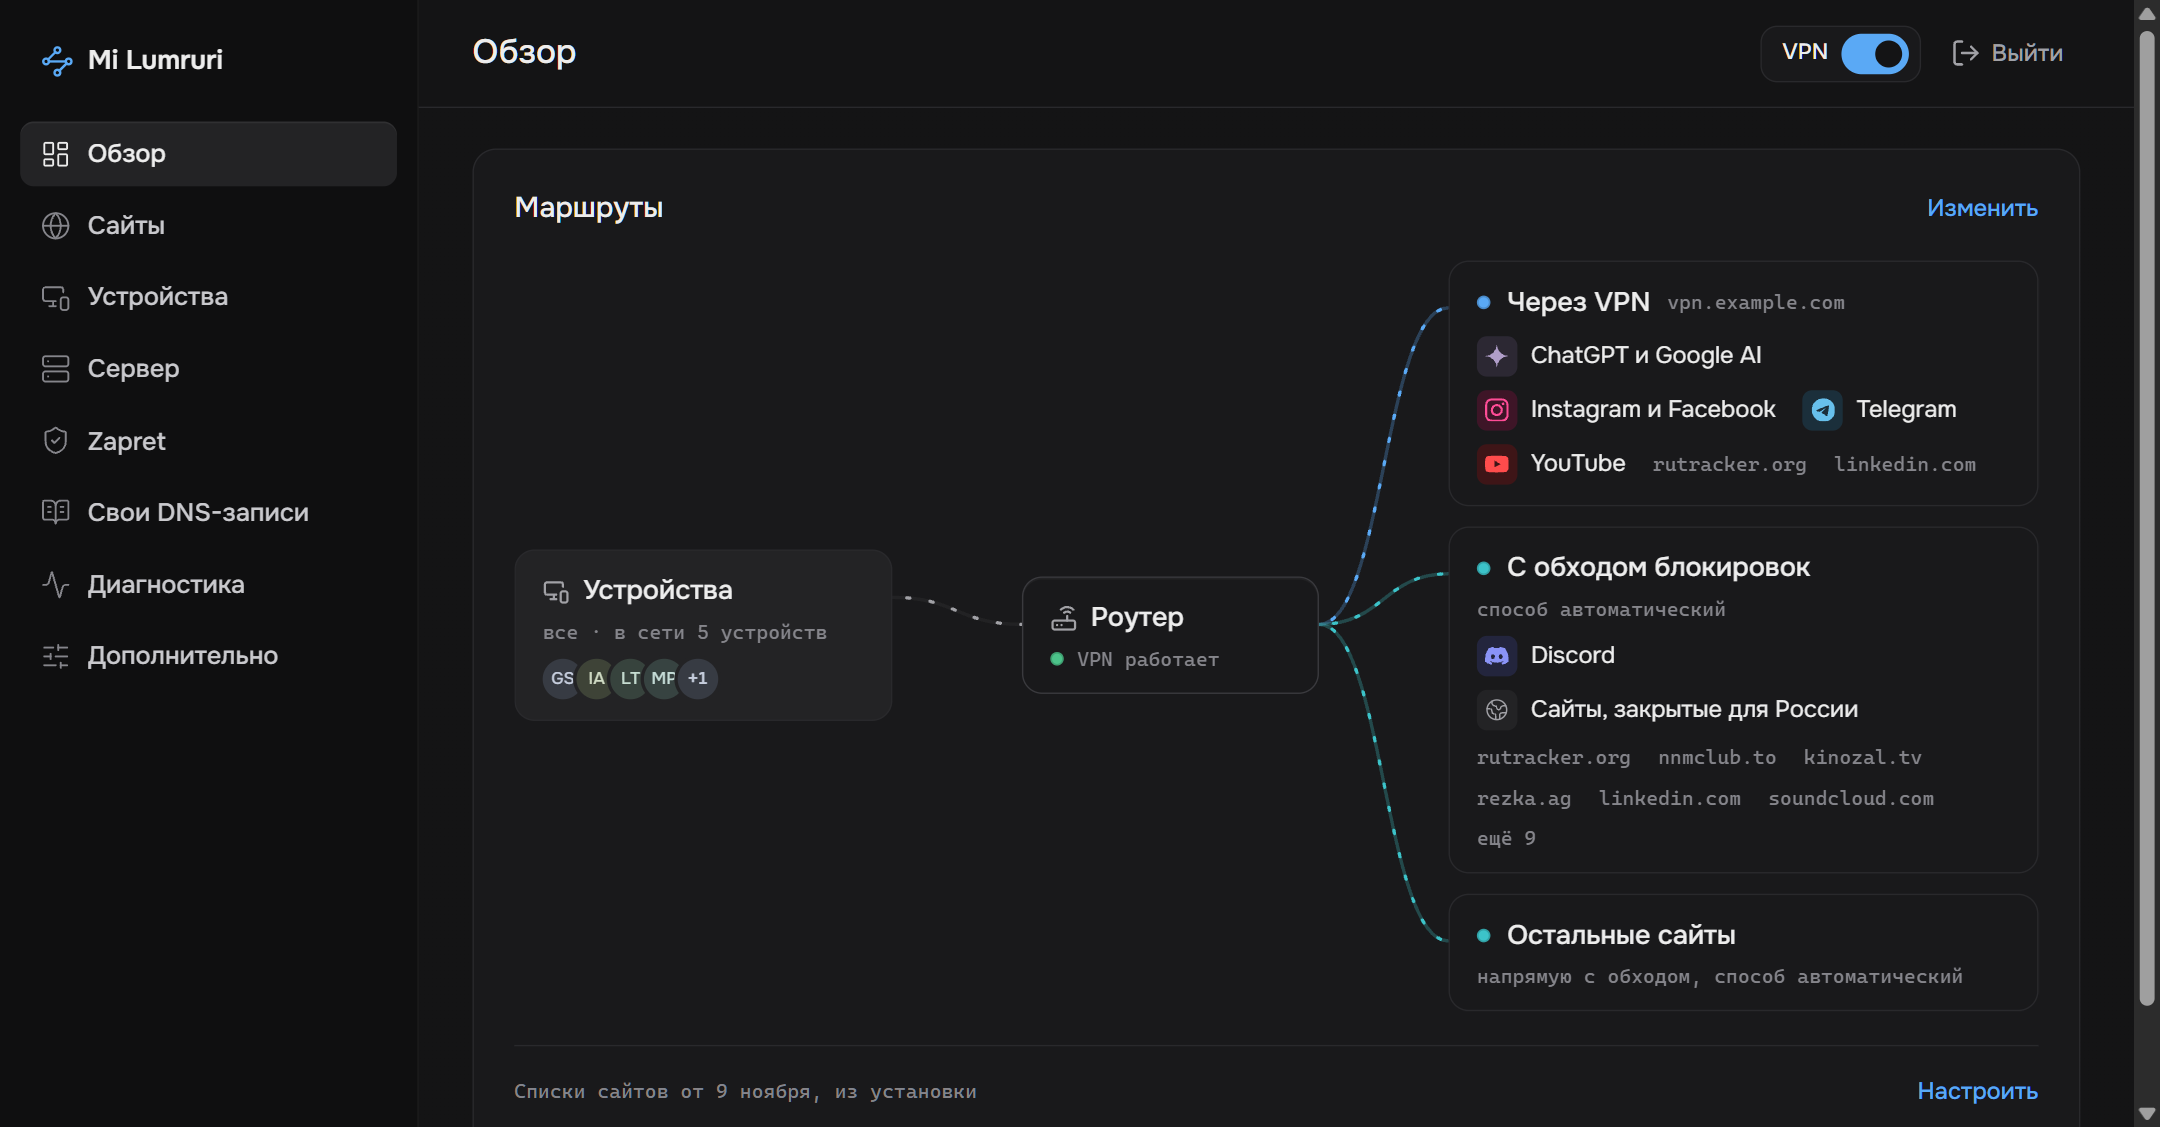 Mi Lumruri
Обзор
Сайты
Устройства
Сервер
Zapret
Свои DNS-записи
Диагностика
Дополнительно
Обзор
VPN
Выйти
Маршруты
Изменить
Устройства
все · в сети 5 устройств
GS IA LT MP +1
Роутер
VPN работает
Через VPN vpn.example.com
ChatGPT и Google AI
Instagram и Facebook Telegram
YouTube rutracker.org linkedin.com
С обходом блокировок
способ автоматический
Discord
Сайты, закрытые для России
rutracker.org nnmclub.to kinozal.tv
rezka.ag linkedin.com soundcloud.com
ещё 9
Остальные сайты
напрямую с обходом, способ автоматический
Списки сайтов от 9 ноября, из установки
Настроить